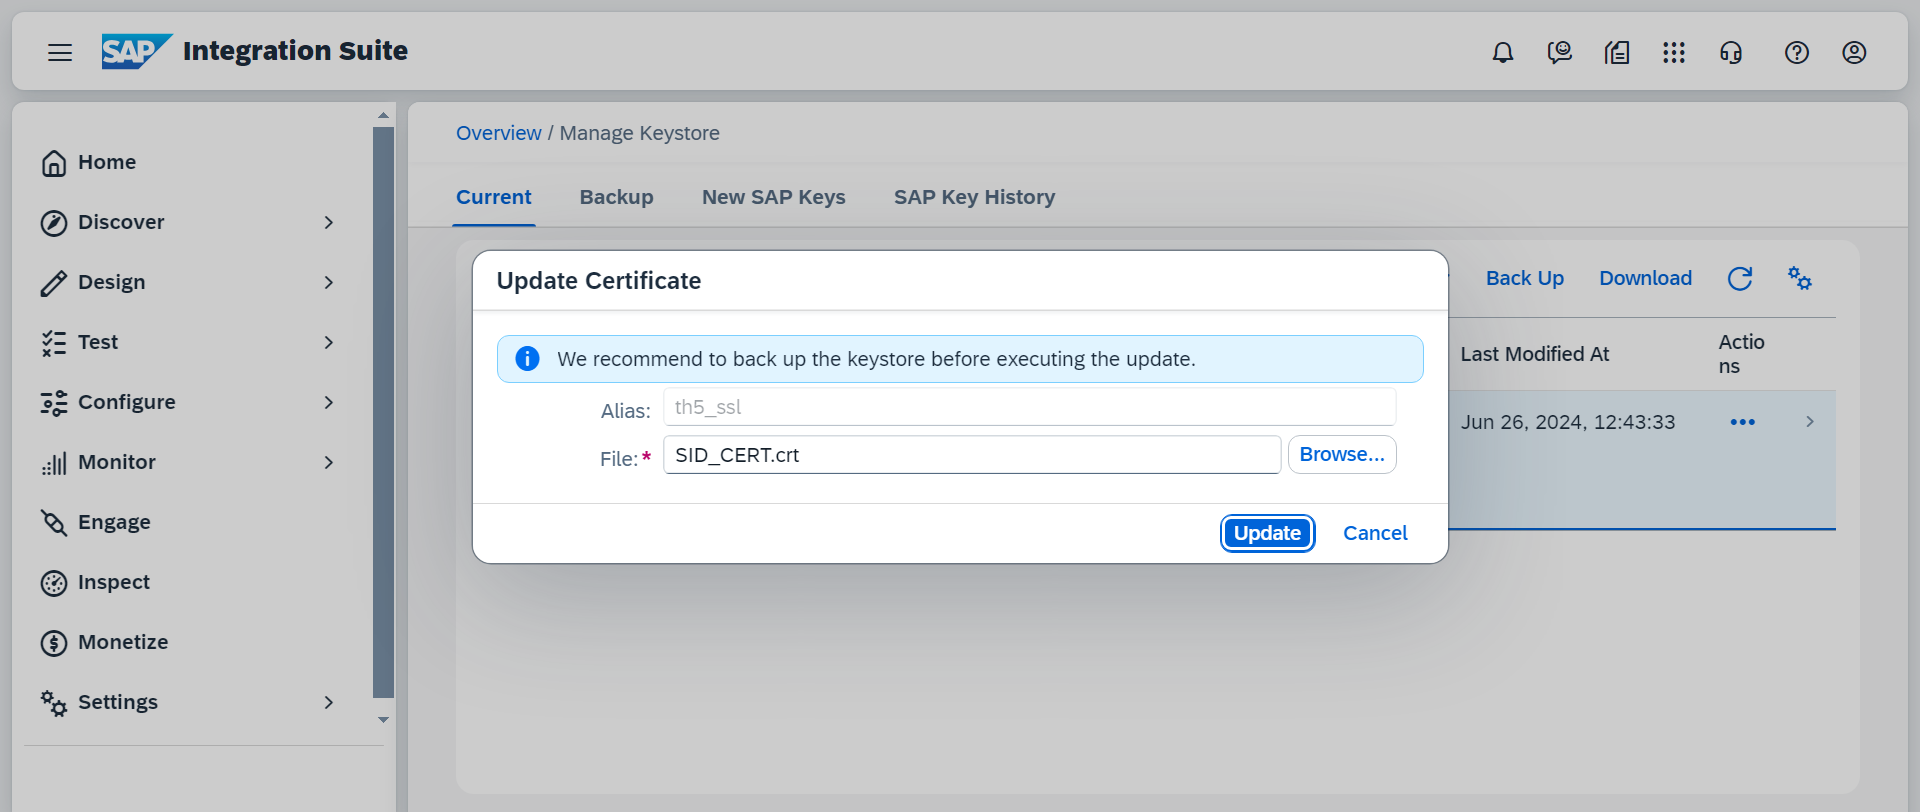 SAP Integration Suite
Home
Discover
Design
Test
Configure
Monitor
Engage
Inspect
Monetize
Settings
Overview / Manage Keystore
Current Backup New SAP Keys SAP Key History
Back Up Download
Last Modified At Actio
ns
Jun 26, 2024, 12:43:33
Update Certificate
We recommend to back up the keystore before executing the update.
Alias: th5_ssl
File:* SID_CERT.crt Browse...
Update Cancel